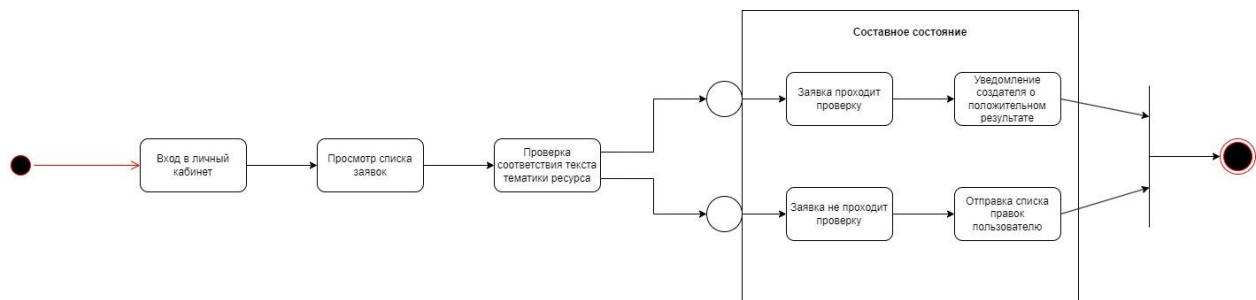 Составное состояние
Вход в личный
кабинет
Просмотр списка
заявок
Проверка
соответствия текста
тематики ресурса
Заявка проходит
проверку
Уведомление
создателя о
положительном
результате
Заявка не проходит
проверку
Отправка списка
правок
пользователю